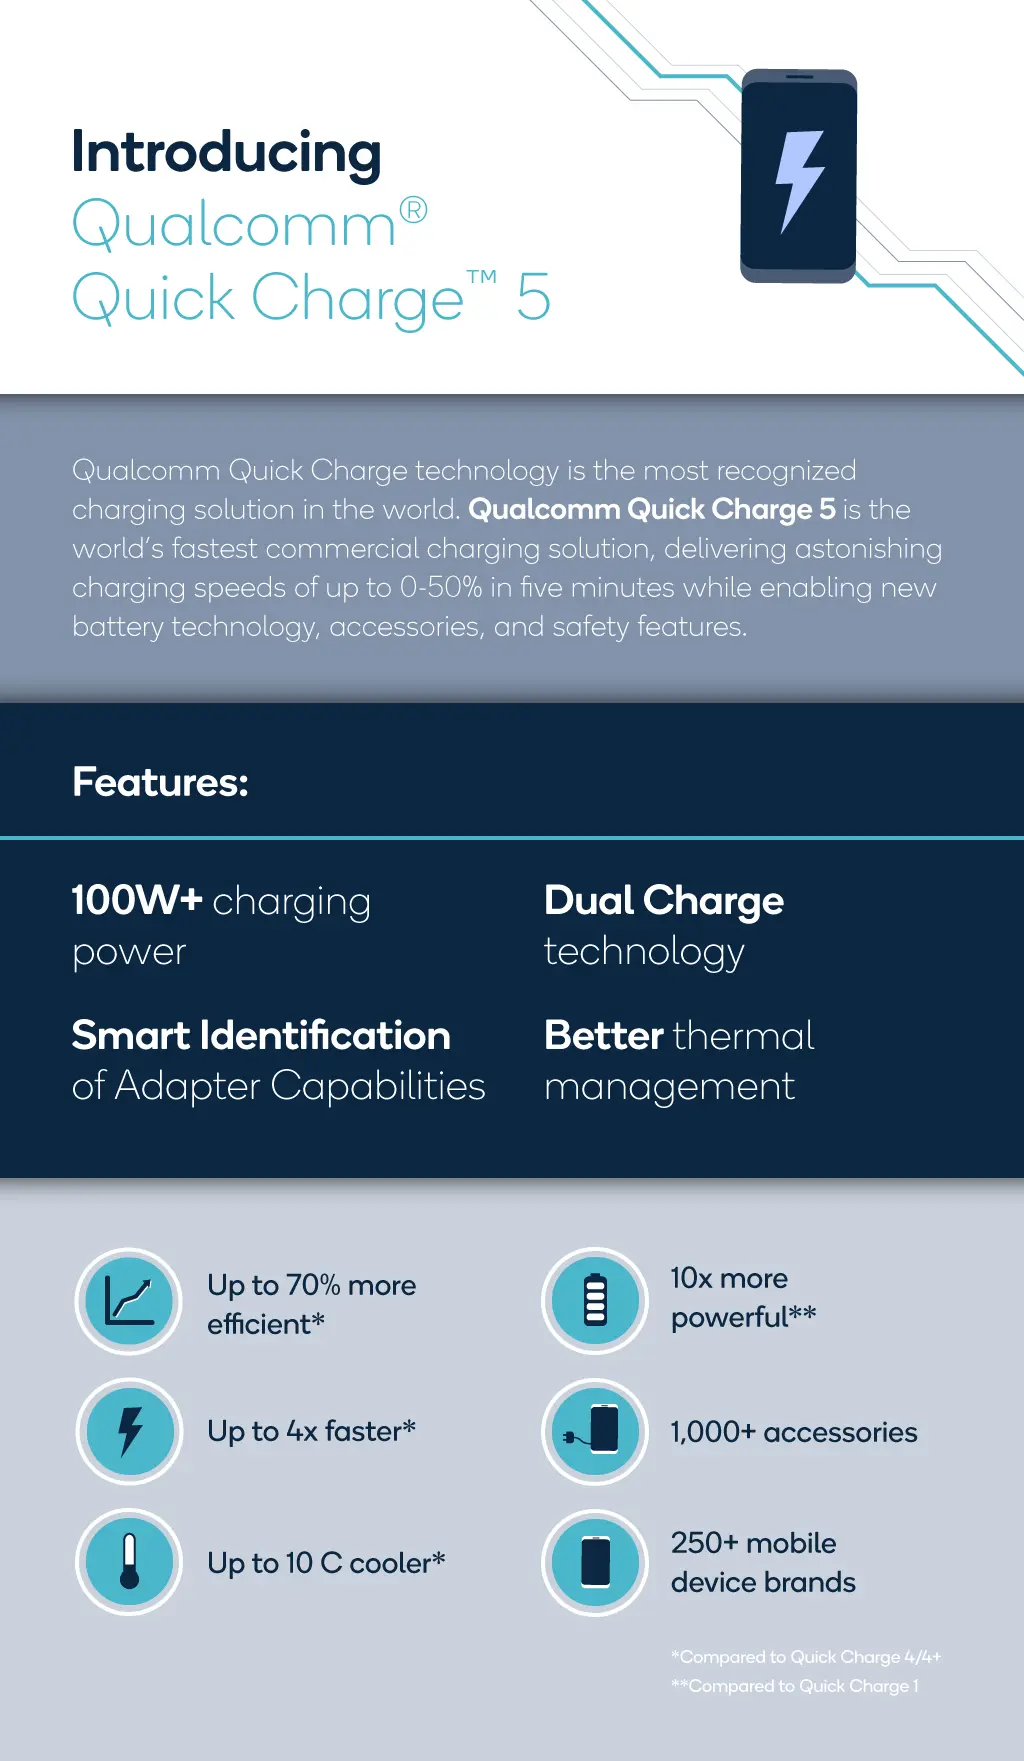 Introducing
Qualcomm®
Quick Charge™ 5
Qualcomm Quick Charge technology is the most recognized
charging solution in the world. Qualcomm Quick Charge 5 is the
world's fastest commercial charging solution, delivering astonishing
charging speeds of up to 0-50% in five minutes while enabling new
battery technology, accessories, and safety features.
Features:
100W+ charging
power
Dual Charge
technology
Smart Identification
of Adapter Capabilities
Better thermal
management
Up to 70% more
efficient*
10x more
powerful**
Up to 4x faster*
1,000+ accessories
Up to 10 C cooler*
250+ mobile
device brands
*Compared to Quick Charge 4/4+
**Compared to Quick Charge 1